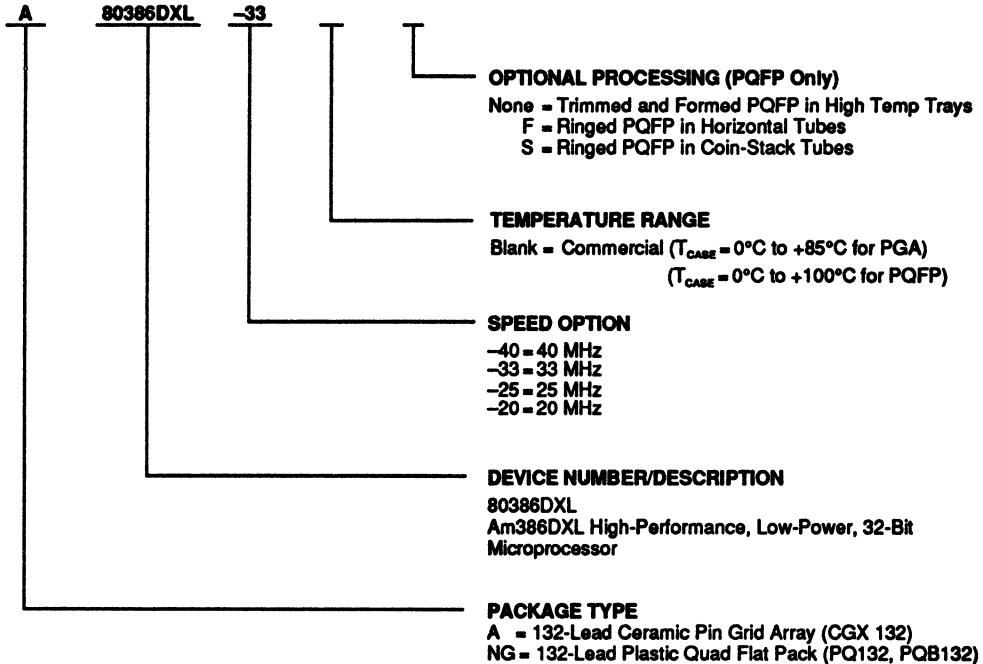 A 80386DXL –33
OPTIONAL PROCESSING (PQFP Only)
None = Trimmed and Formed PQFP in High Temp Trays
F = Ringed PQFP in Horizontal Tubes
S = Ringed PQFP in Coin-Stack Tubes
TEMPERATURE RANGE
Blank = Commercial (TCASE = 0°C to +85°C for PGA)
(TCASE = 0°C to +100°C for PQFP)
SPEED OPTION
–40 = 40 MHz
–33 = 33 MHz
–25 = 25 MHz
–20 = 20 MHz
DEVICE NUMBER/DESCRIPTION
80386DXL
Am386DXL High-Performance, Low-Power, 32-Bit
Microprocessor
PACKAGE TYPE
A = 132-Lead Ceramic Pin Grid Array (CGX 132)
NG = 132-Lead Plastic Quad Flat Pack (PQ132, PQB132)